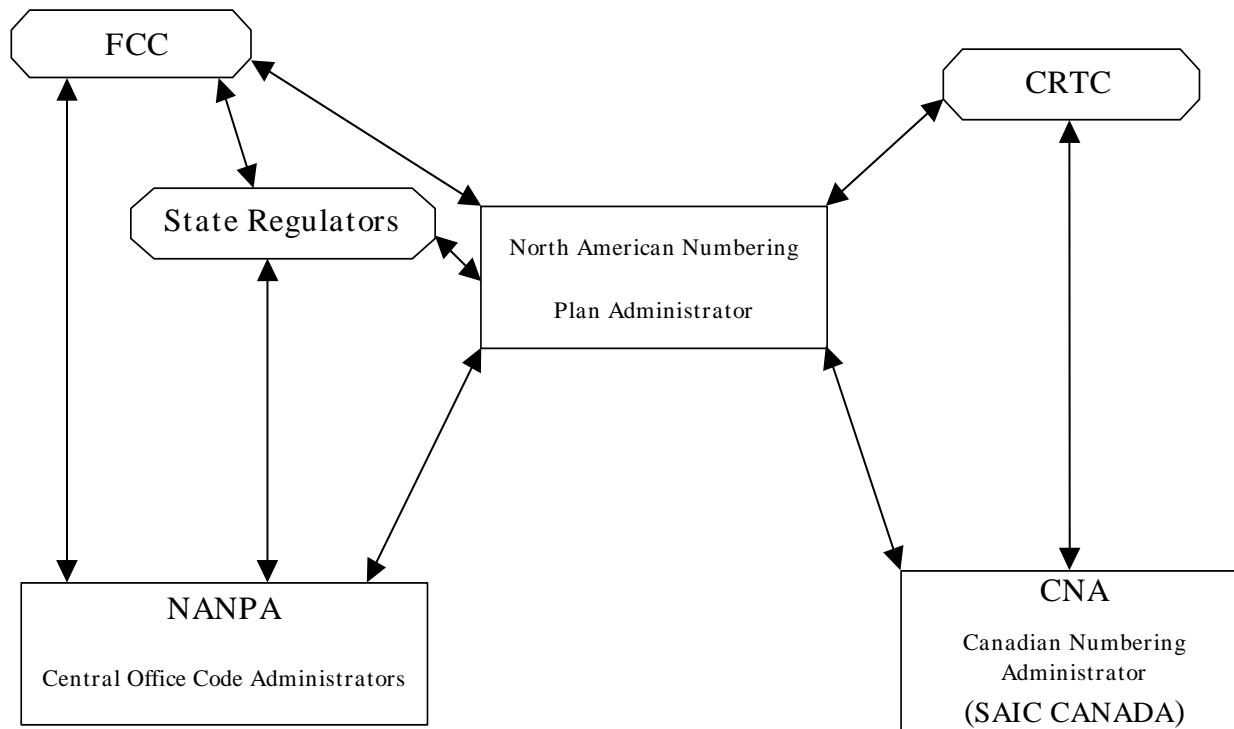 FCC
CRTC
State Regulators
North American Numbering
Plan Administrator
NANPA
Central Office Code Administrators
CNA
Canadian Numbering
Administrator
(SAIC CANADA)